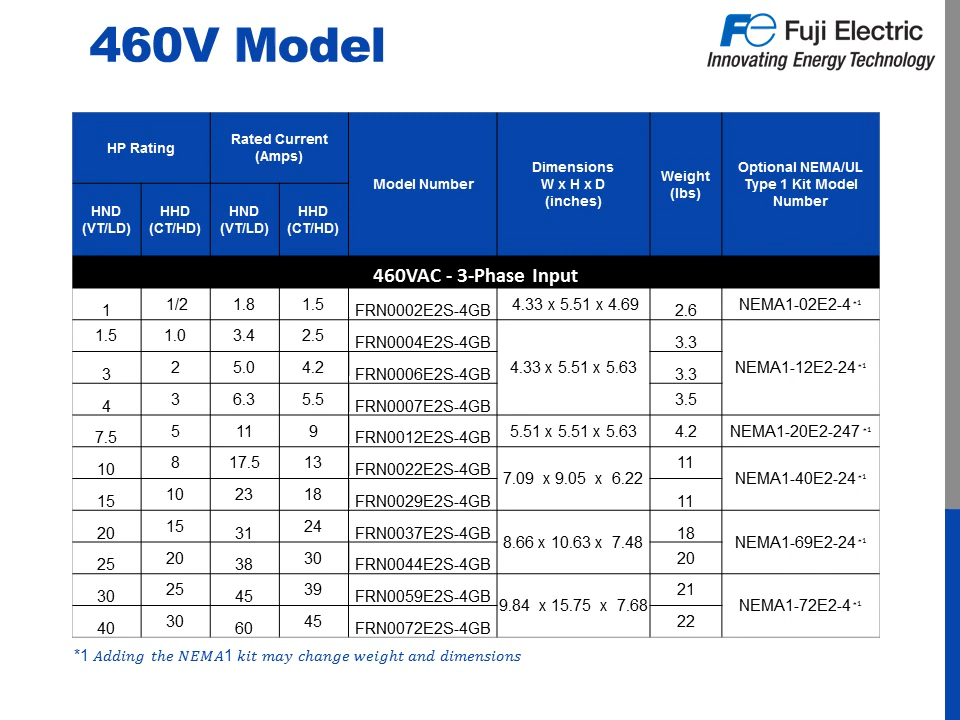 460V Model
Fuji Electric
Innovating Energy Technology
HP Rating
Rated Current
(Amps)
Model Number
Dimensions
W x H x D
(inches)
Weight
(lbs)
Optional NEMA/UL
Type 1 Kit Model
Number
HND
(VT/LD)
HHD
(CT/HD)
HND
(VT/LD)
HHD
(CT/HD)
460VAC - 3-Phase Input
1 1/2 1.8 1.5 FRN0002E2S-4GB 4.33 x 5.51 x 4.69 2.6 NEMA1-02E2-4 *1
1.5 1.0 3.4 2.5 FRN0004E2S-4GB 3.3
3 2 5.0 4.2 FRN0006E2S-4GB 4.33 x 5.51 x 5.63 3.3 NEMA1-12E2-24 *1
4 3 6.3 5.5 FRN0007E2S-4GB 3.5
7.5 5 11 9 FRN0012E2S-4GB 5.51 x 5.51 x 5.63 4.2 NEMA1-20E2-247 *1
10 8 17.5 13 FRN0022E2S-4GB 7.09 x 9.05 x 6.22 11 NEMA1-40E2-24 *1
15 10 23 18 FRN0029E2S-4GB 11
20 15 31 24 FRN0037E2S-4GB 8.66 x 10.63 x 7.48 18 NEMA1-69E2-24 *1
25 20 38 30 FRN0044E2S-4GB 20
30 25 45 39 FRN0059E2S-4GB 9.84 x 15.75 x 7.68 21 NEMA1-72E2-4 *1
40 30 60 45 FRN0072E2S-4GB 22
*1 Adding the NEMA1 kit may change weight and dimensions